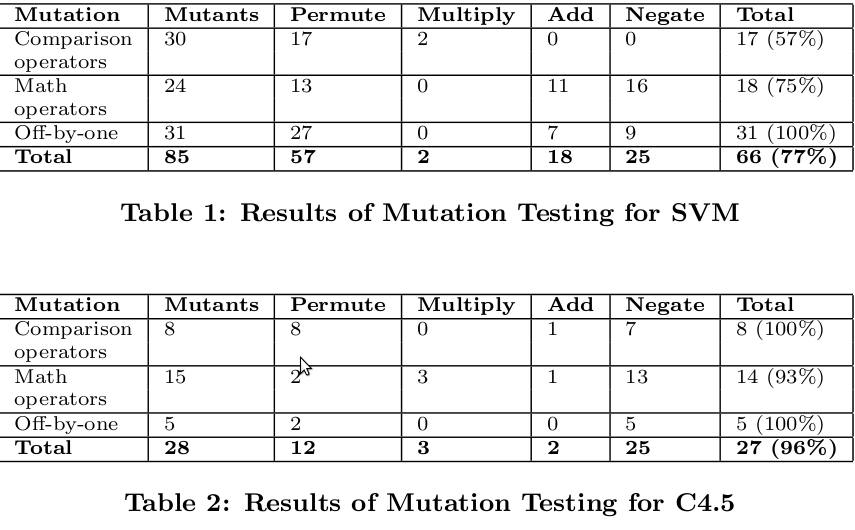 Mutation Mutants Permute Multiply Add Negate Total
Comparison 30 17 2 0 0 17 (57%)
operators
Math 24 13 0 11 16 18 (75%)
operators
Off-by-one 31 27 0 7 9 31 (100%)
Total 85 57 2 18 25 66 (77%)
Table 1: Results of Mutation Testing for SVM
Mutation Mutants Permute Multiply Add Negate Total
Comparison 8 8 0 1 7 8 (100%)
operators
Math 15 2 3 1 13 14 (93%)
operators
Off-by-one 5 2 0 0 5 5 (100%)
Total 28 12 3 2 25 27 (96%)
Table 2: Results of Mutation Testing for C4.5